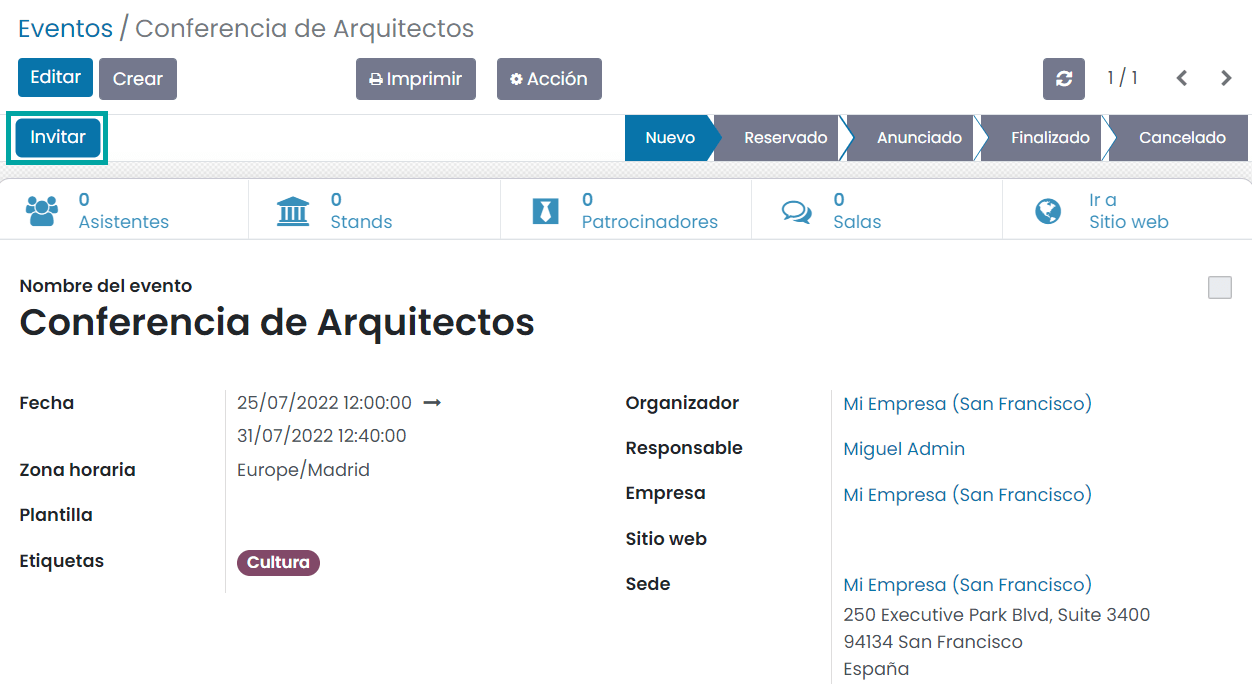 Eventos / Conferencia de Arquitectos
Editar Crear Imprimir Acción 1 / 1
Invitar Nuevo Reservado Anunciado Finalizado Cancelado
0 Asistentes
0 Stands
0 Patrocinadores
0 Salas
Ir a Sitio web
Nombre del evento
Conferencia de Arquitectos
Fecha 25/07/2022 12:00:00 →
31/07/2022 12:40:00
Zona horaria Europe/Madrid
Plantilla
Etiquetas Cultura
Organizador Mi Empresa (San Francisco)
Responsable Miguel Admin
Empresa Mi Empresa (San Francisco)
Sitio web
Sede Mi Empresa (San Francisco)
250 Executive Park Blvd, Suite 3400
94134 San Francisco
España